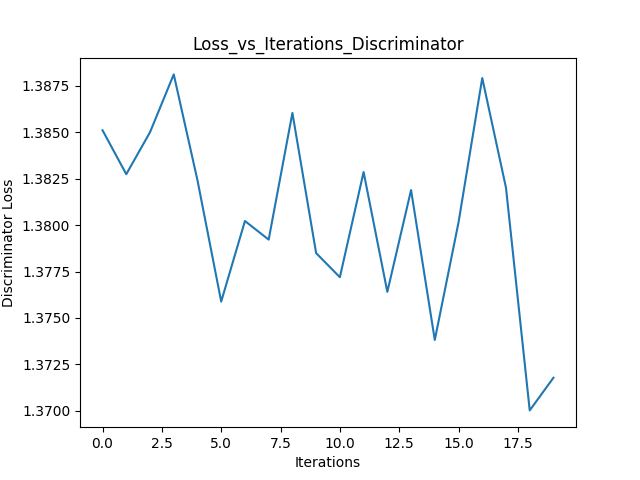 Loss_vs_Iterations_Discriminator
Discriminator Loss
1.3875
1.3850
1.3825
1.3800
1.3775
1.3750
1.3725
1.3700
0.0 2.5 5.0 7.5 10.0 12.5 15.0 17.5
Iterations